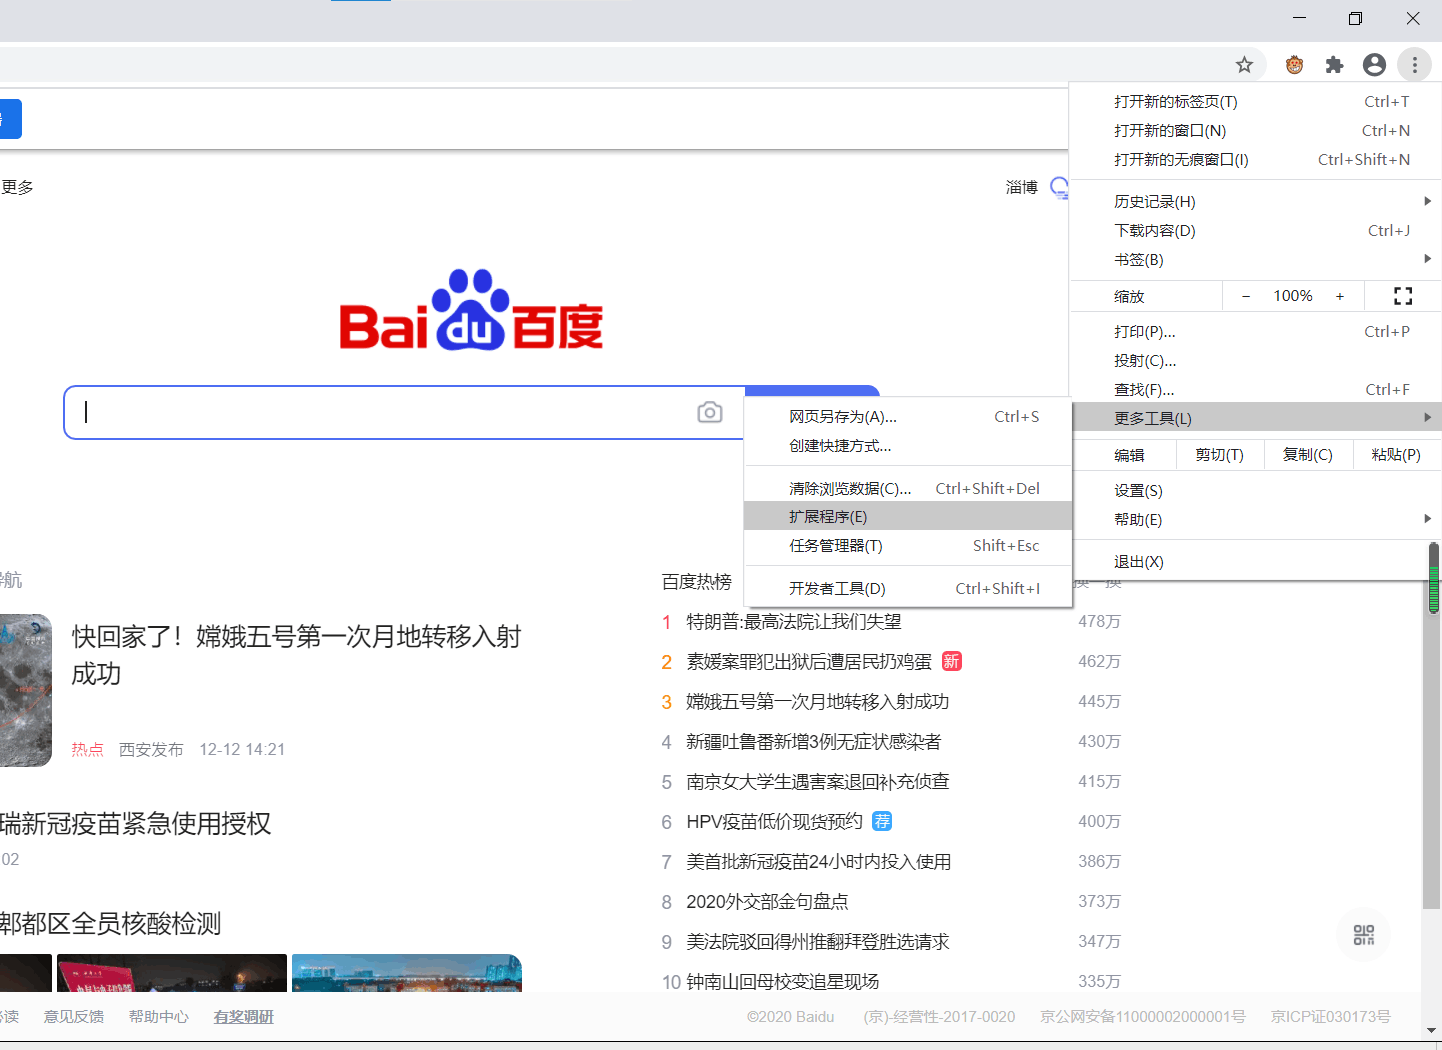 更多
淄博
Bai du 百度
打开新的标签页(T) Ctrl+T
打开新的窗口(N) Ctrl+N
打开新的无痕窗口(I) Ctrl+Shift+N
历史记录(H)
下载内容(D) Ctrl+J
书签(B)
缩放 − 100% +
打印(P)... Ctrl+P
投射(C)...
查找(F)... Ctrl+F
更多工具(L)
编辑 剪切(T) 复制(C) 粘贴(P)
设置(S)
帮助(E)
退出(X)
网页另存为(A)... Ctrl+S
创建快捷方式...
清除浏览数据(C)... Ctrl+Shift+Del
扩展程序(E)
任务管理器(T) Shift+Esc
开发者工具(D) Ctrl+Shift+I
航
快回家了！嫦娥五号第一次月地转移入射
成功
热点 西安发布 12-12 14:21
瑞新冠疫苗紧急使用授权
02
郫都区全员核酸检测
百度热榜 换一换
1 特朗普:最高法院让我们失望 478万
2 素媛案罪犯出狱后遭居民扔鸡蛋 新 462万
3 嫦娥五号第一次月地转移入射成功 445万
4 新疆吐鲁番新增3例无症状感染者 430万
5 南京女大学生遇害案退回补充侦查 415万
6 HPV疫苗低价现货预约 荐 400万
7 美首批新冠疫苗24小时内投入使用 386万
8 2020外交部金句盘点 373万
9 美法院驳回得州推翻拜登胜选请求 347万
10 钟南山回母校变追星现场 335万
读 意见反馈 帮助中心 有奖调研 ©2020 Baidu (京)-经营性-2017-0020 京公网安备11000002000001号 京ICP证030173号